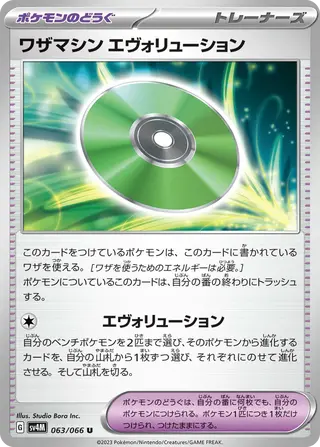 ポケモンのどうぐ トレーナーズ
ワザマシン エヴォリューション
このカードをつけているポケモンは、このカードに書かれている
ワザを使える。[ワザを使うためのエネルギーは必要。]
ポケモンについているこのカードは、自分の番の終わりにトラッシュ
する。
エヴォリューション
自分のベンチポケモンを2匹まで選び、そのポケモンから進化す
るカードを、自分の山札から1枚ずつ選び、それぞれにのせて進化
させる。そして山札を切る。
ポケモンのどうぐは、自分の番に何枚でも、自分の
ポケモンにつけられる。ポケモン1匹につき1枚だけ
つけられ、つけたままにする。
Illus. Studio Bora Inc.
G sv4M 063/066 U
©2023 Pokémon/Nintendo/Creatures/GAME FREAK.